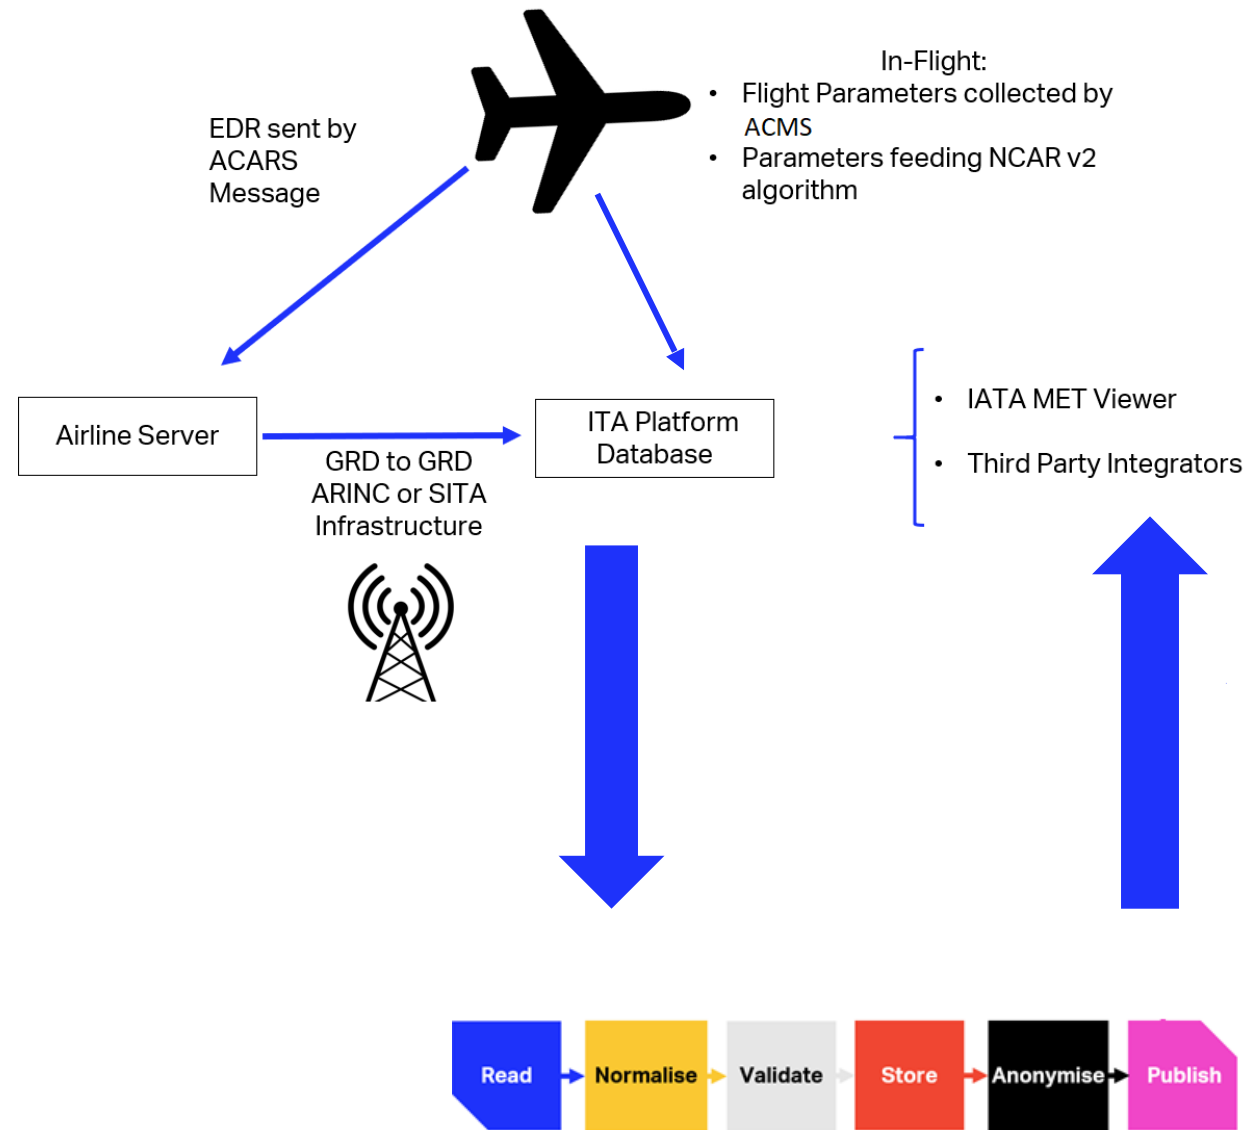 In-Flight:
• Flight Parameters collected by
ACMS
• Parameters feeding NCAR v2
algorithm
EDR sent by
ACARS
Message
Airline Server
GRD to GRD
ARINC or SITA
Infrastructure
ITA Platform
Database
• IATA MET Viewer
• Third Party Integrators
Read
Normalise
Validate
Store
Anonymise
Publish